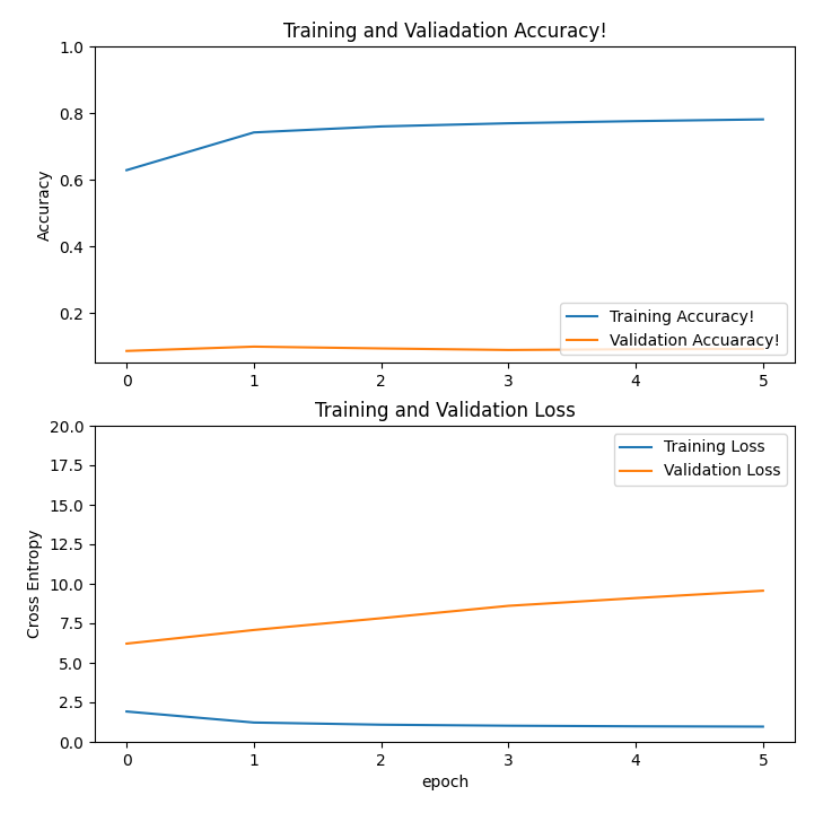 Training and Valiadation Accuracy!
1.0
0.8
0.6
0.4
0.2
Accuracy
Training Accuracy!
Validation Accuaracy!
0 1 2 3 4 5
Training and Validation Loss
20.0
17.5
15.0
12.5
10.0
7.5
5.0
2.5
0.0
Cross Entropy
Training Loss
Validation Loss
0 1 2 3 4 5
epoch